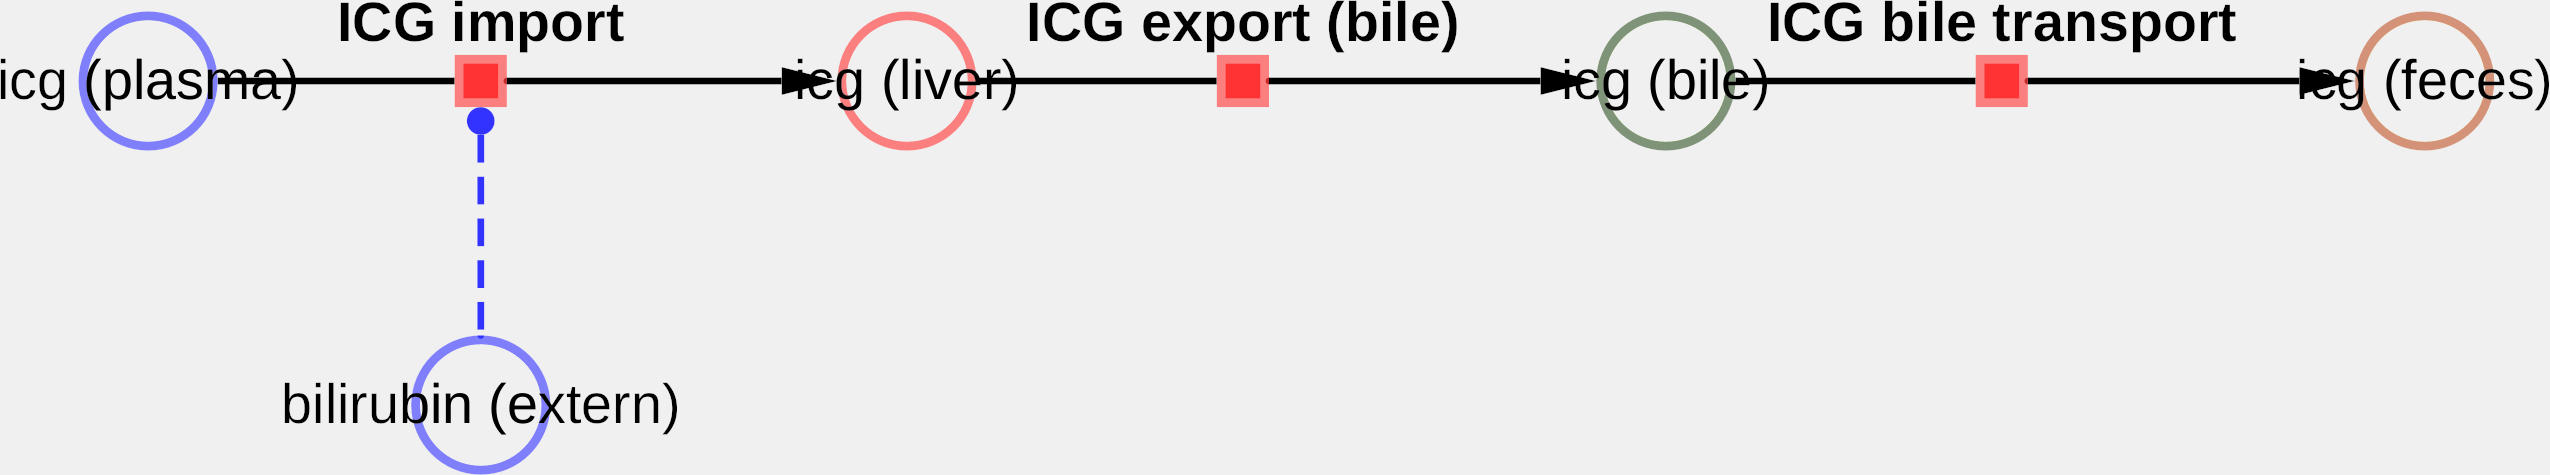 ICG import
ICG export (bile)
ICG bile transport
icg (plasma)
icg (liver)
icg (bile)
icg (feces)
bilirubin (extern)